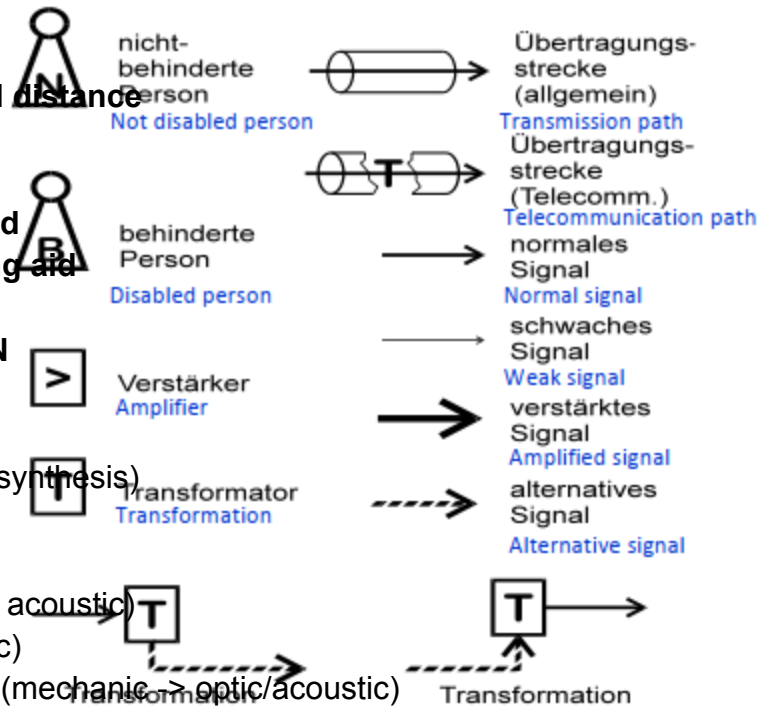 nicht-
behinderte
Person
N
distance
Not disabled person
Übertragungs-
strecke
(allgemein)
Transmission path
T
Übertragungs-
strecke
(Telecomm.)
Telecommunication path
d
B
g aid
behinderte
Person
Disabled person
normales
Signal
Normal signal
schwaches
Signal
Weak signal
N
>
Verstärker
Amplifier
verstärktes
Signal
Amplified signal
synthesis)
T
Transformator
Transformation
alternatives
Signal
Alternative signal
acoustic)
T
T
c)
(mechanic -> optic/acoustic)
Transformation
Transformation